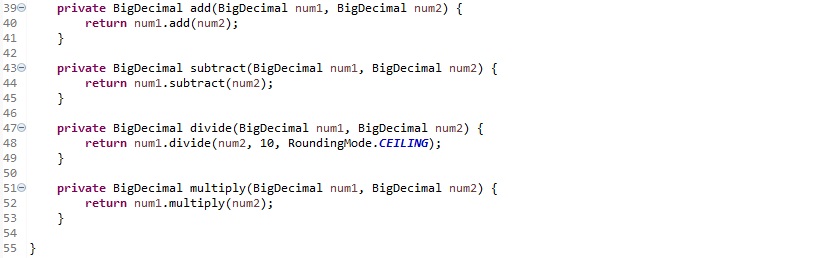 39 private BigDecimal add(BigDecimal num1, BigDecimal num2) {
40 return num1.add(num2);
41 }
42
43 private BigDecimal subtract(BigDecimal num1, BigDecimal num2) {
44 return num1.subtract(num2);
45 }
46
47 private BigDecimal divide(BigDecimal num1, BigDecimal num2) {
48 return num1.divide(num2, 10, RoundingMode.CEILING);
49 }
50
51 private BigDecimal multiply(BigDecimal num1, BigDecimal num2) {
52 return num1.multiply(num2);
53 }
54
55 }